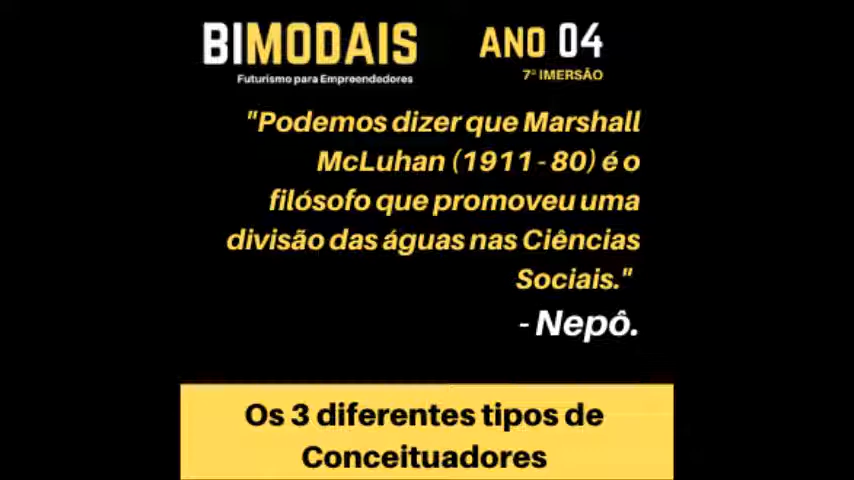 BIMODAIS
Futurismo para Empreendedores
ANO 04
7ª IMERSÃO
"Podemos dizer que Marshall
McLuhan (1911 - 80) é o
filósofo que promoveu uma
divisão das águas nas Ciências
Sociais."
- Nepô.
Os 3 diferentes tipos de
Conceituadores